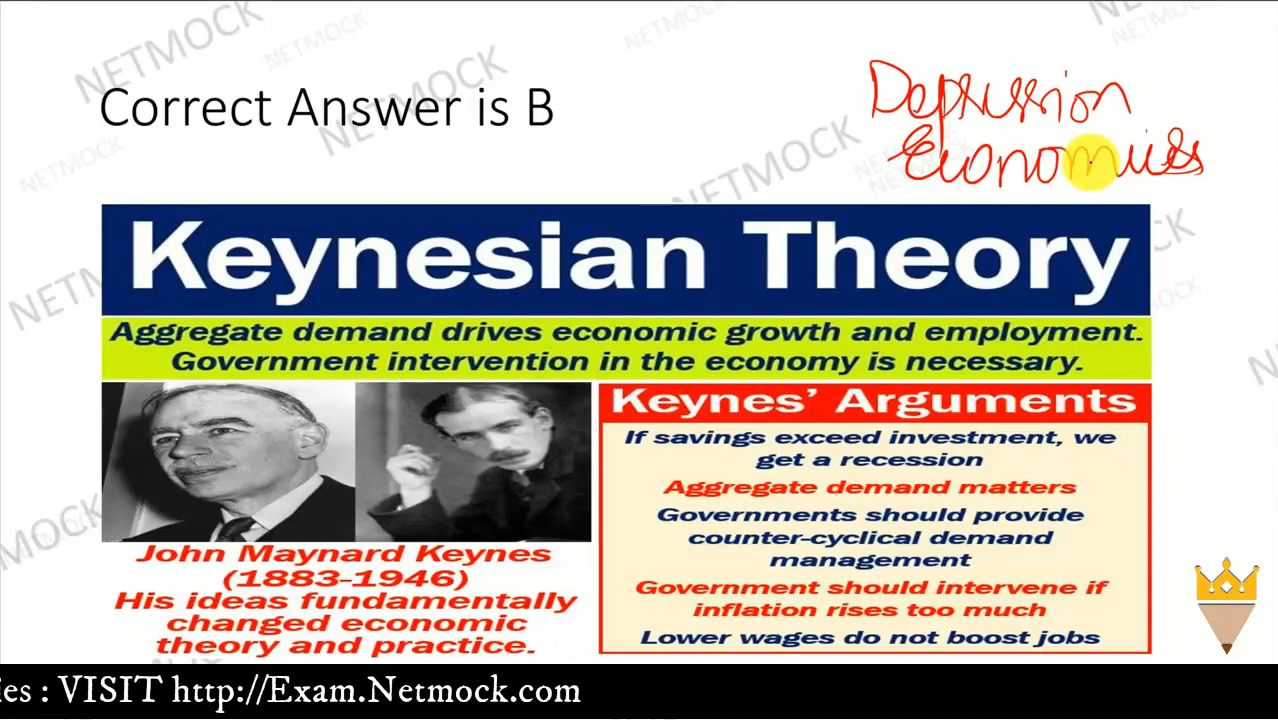 NETMOCK
Correct Answer is B
Depression
Economics
Keynesian Theory
Aggregate demand drives economic growth and employment.
Government intervention in the economy is necessary.
Keynes’ Arguments
If savings exceed investment, we
get a recession
Aggregate demand matters
Governments should provide
counter-cyclical demand
management
Government should intervene if
inflation rises too much
Lower wages do not boost jobs
John Maynard Keynes
(1883-1946)
His ideas fundamentally
changed economic
theory and practice.
ies : VISIT http://Exam.Netmock.com